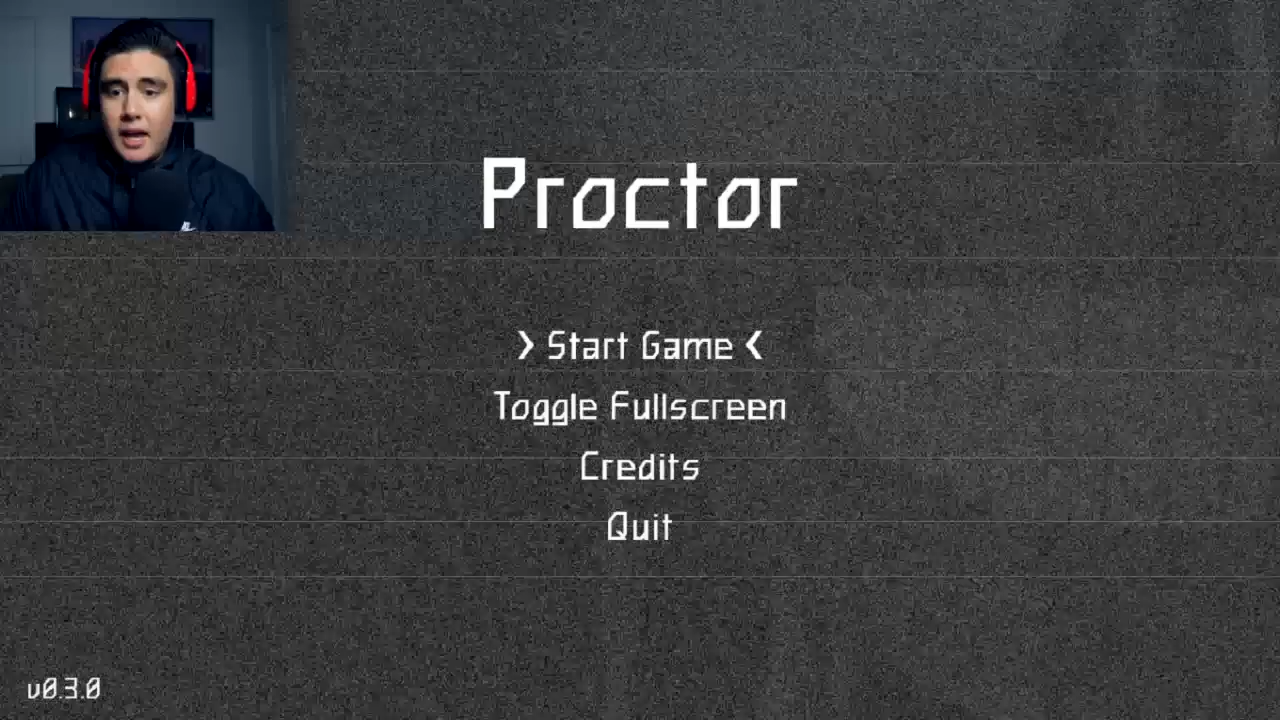 Proctor
> Start Game <
Toggle Fullscreen
Credits
Quit
v0.3.0